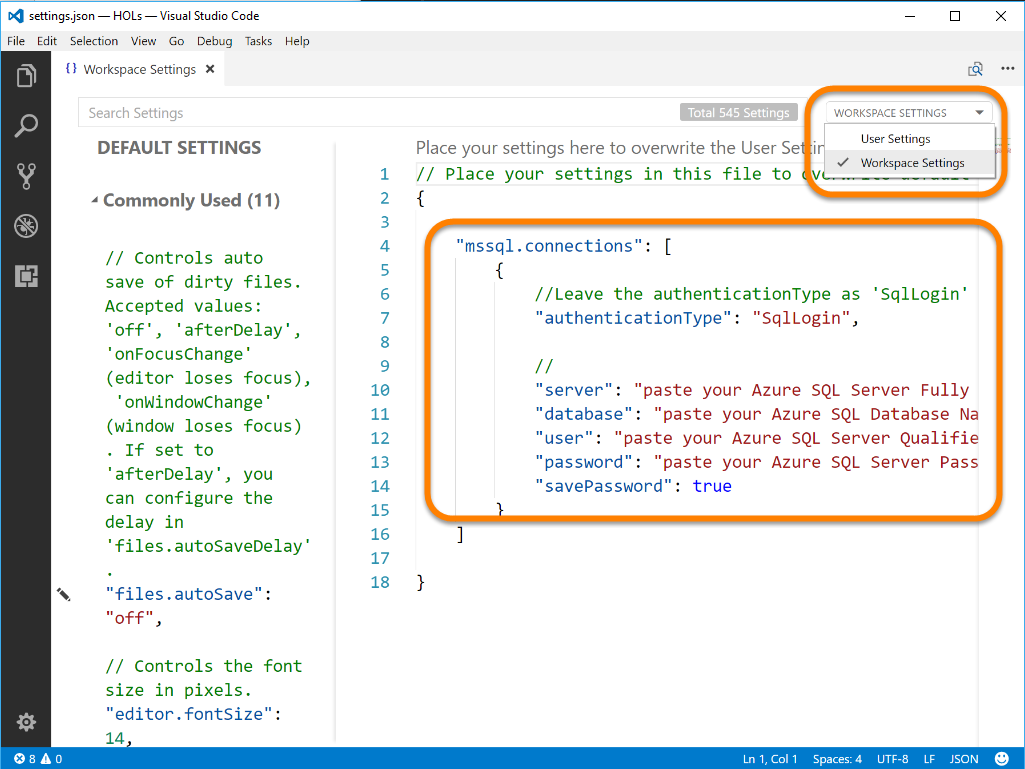 settings.json — HOLs — Visual Studio Code
File Edit Selection View Go Debug Tasks Help
{} Workspace Settings
Search Settings
Total 545 Settings
WORKSPACE SETTINGS
User Settings
Workspace Settings
DEFAULT SETTINGS
Commonly Used (11)
// Controls auto
save of dirty files.
Accepted values:
'off', 'afterDelay',
'onFocusChange'
(editor loses focus),
'onWindowChange'
(window loses focus)
. If set to
'afterDelay', you
can configure the
delay in
'files.autoSaveDelay'
.
"files.autoSave":
"off",
// Controls the font
size in pixels.
"editor.fontSize":
14,
Place your settings here to overwrite the User
1 // Place your settings in this file to
2 {
3
4 "mssql.connections": [
5 {
6 //Leave the authenticationType as 'SqlLogin'
7 "authenticationType": "SqlLogin",
8
9 //
10 "server": "paste your Azure SQL Server Fully
11 "database": "paste your Azure SQL Database Na
12 "user": "paste your Azure SQL Server Qualifie
13 "password": "paste your Azure SQL Server Pass
14 "savePassword": true
15 }
16 ]
17
18 }
8 0
Ln 1, Col 1 Spaces: 4 UTF-8 LF JSON